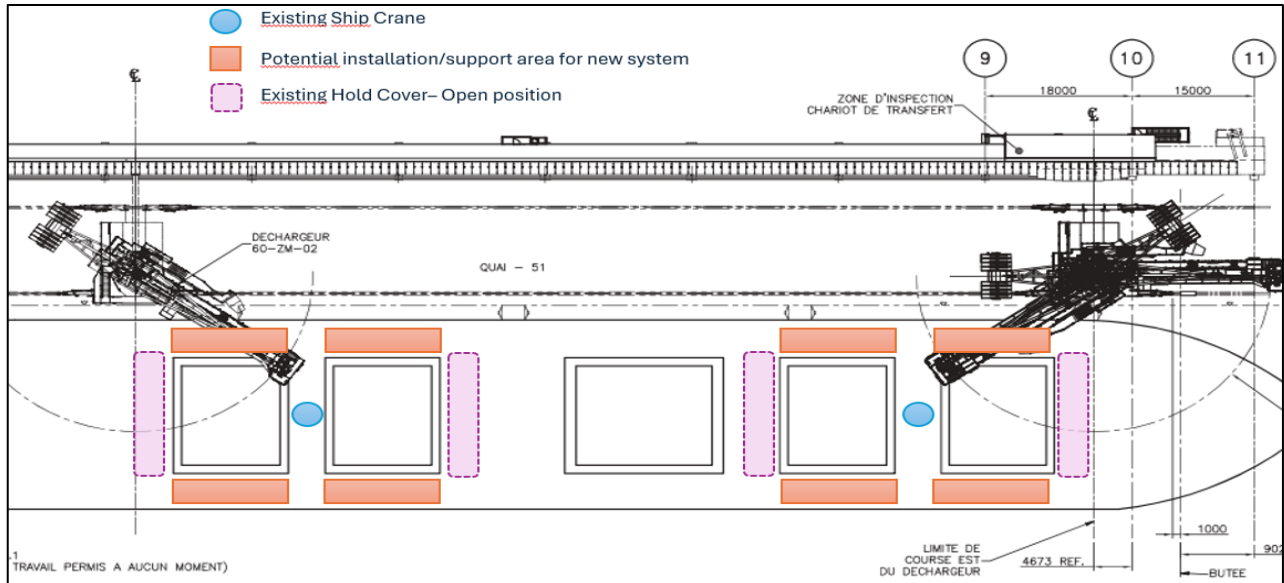 Existing Ship Crane
Potential installation/support area for new system
Existing Hold Cover– Open position
℄
9
10
11
18000
15000
ZONE D'INSPECTION
CHARIOT DE TRANSFERT
℄
DECHARGEUR
60-ZM-02
QUAI - 51
.1
TRAVAIL PERMIS A AUCUN MOMENT)
LIMITE DE
COURSE EST
DU DECHARGEUR
4673 REF.
1000
902
BUTEE